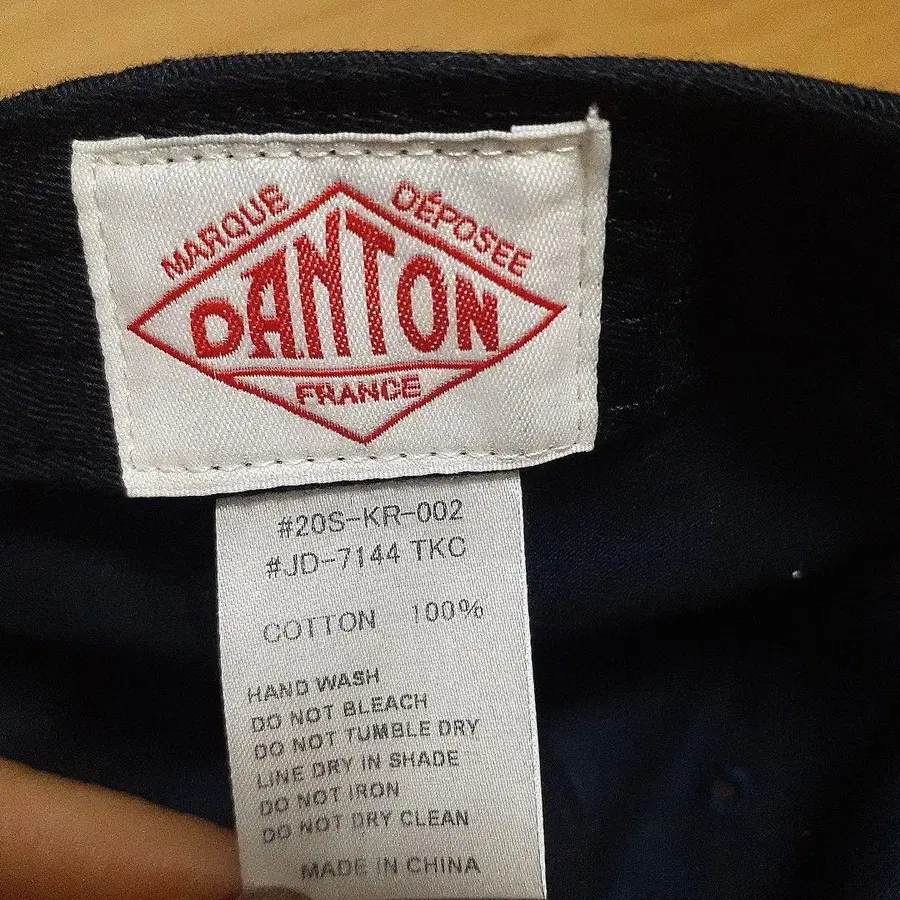 MARQUE DÉPOSEE
DANTON
FRANCE
#20S-KR-002
#JD-7144 TKC
COTTON 100%
HAND WASH
DO NOT BLEACH
DO NOT TUMBLE DRY
LINE DRY IN SHADE
DO NOT IRON
DO NOT DRY CLEAN
MADE IN CHINA